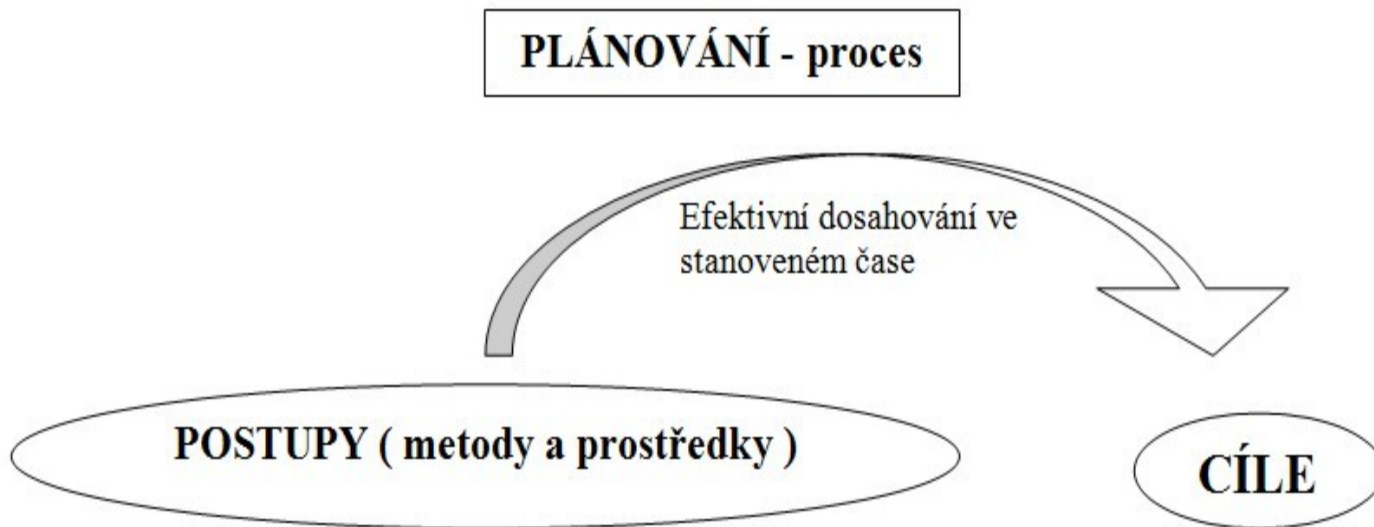 PLÁNOVÁNÍ - proces
Efektivní dosahování ve
stanoveném čase
POSTUPY ( metody a prostředky )
CÍLE